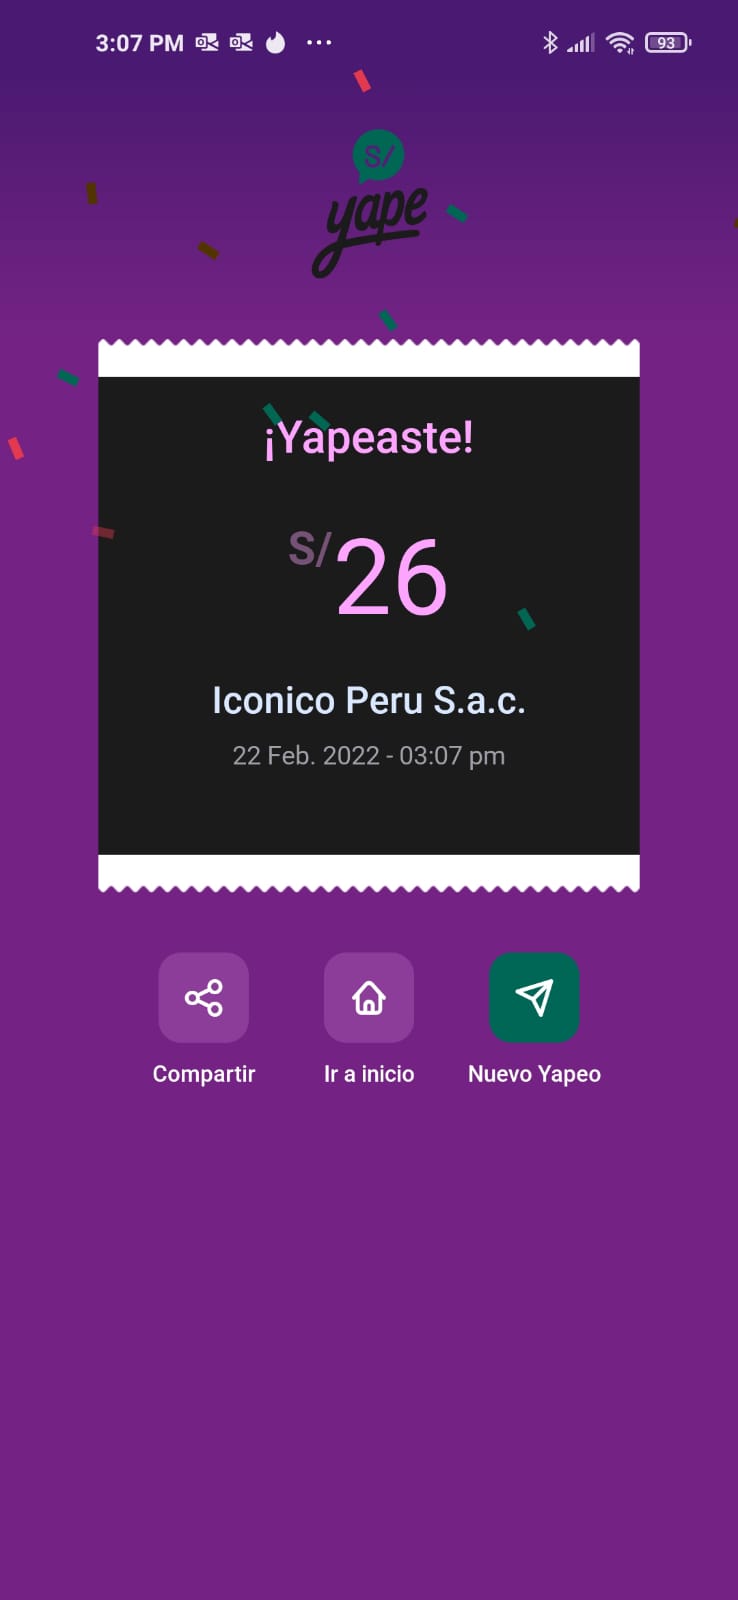 3:07 PM
93
S/
yape
¡Yapeaste!
S/26
Iconico Peru S.a.c.
22 Feb. 2022 - 03:07 pm
Compartir
Ir a inicio
Nuevo Yapeo